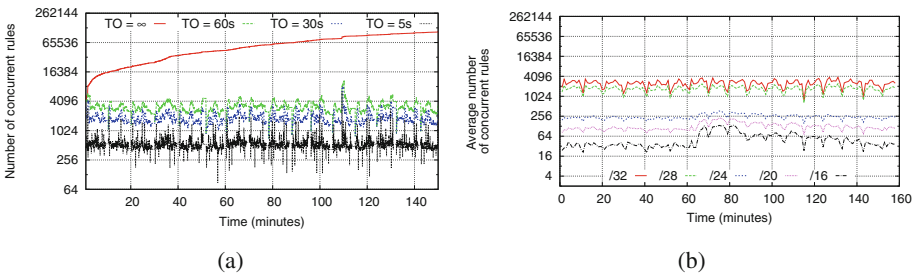 262144
65536
16384
4096
1024
256
64
Number of concurrent rules
TO = ∞
TO = 60s
TO = 30s
TO = 5s
0 20 40 60 80 100 120 140
Time (minutes)
(a)
262144
65536
16384
4096
1024
256
64
16
4
Average number
of concurrent rules
/32 /28 /24 /20 /16
0 20 40 60 80 100 120 140 160
Time (minutes)
(b)